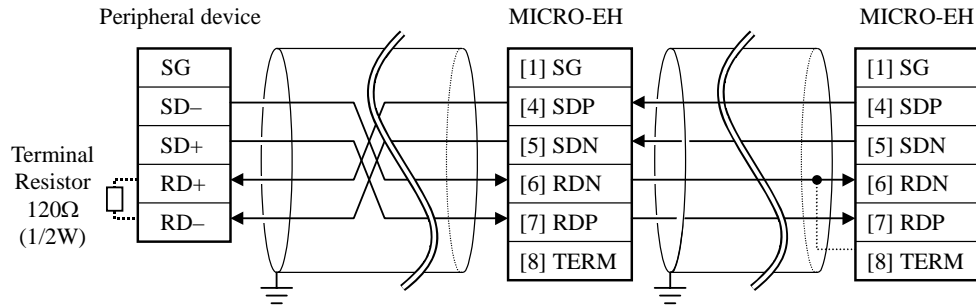 Peripheral device
MICRO-EH
MICRO-EH
SG
SD–
SD+
RD+
RD–
Terminal
Resistor
120Ω
(1/2W)
[1] SG
[4] SDP
[5] SDN
[6] RDN
[7] RDP
[8] TERM
[1] SG
[4] SDP
[5] SDN
[6] RDN
[7] RDP
[8] TERM